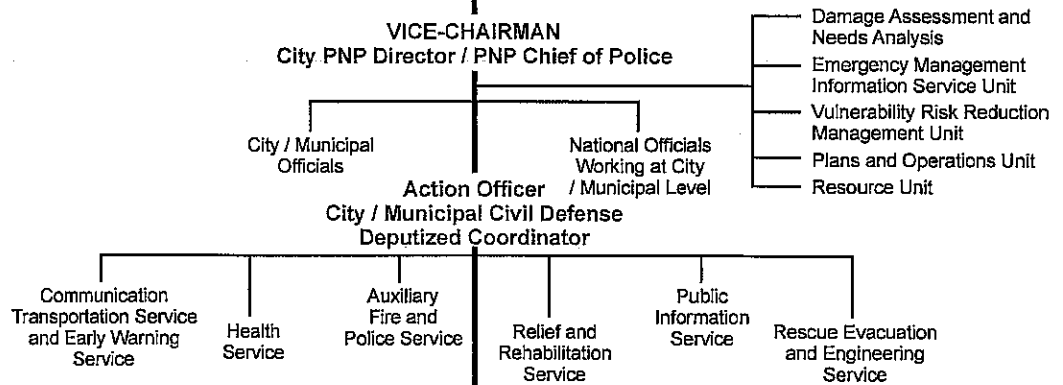 VICE-CHAIRMAN
City PNP Director / PNP Chief of Police
Damage Assessment and
Needs Analysis
Emergency Management
Information Service Unit
Vulnerability Risk Reduction
Management Unit
Plans and Operations Unit
Resource Unit
City / Municipal
Officials
National Officials
Working at City
/ Municipal Level
Action Officer
City / Municipal Civil Defense
Deputized Coordinator
Communication
Transportation Service
and Early Warning
Service
Health
Service
Auxiliary
Fire and
Police Service
Relief and
Rehabilitation
Service
Public
Information
Service
Rescue Evacuation
and Engineering
Service